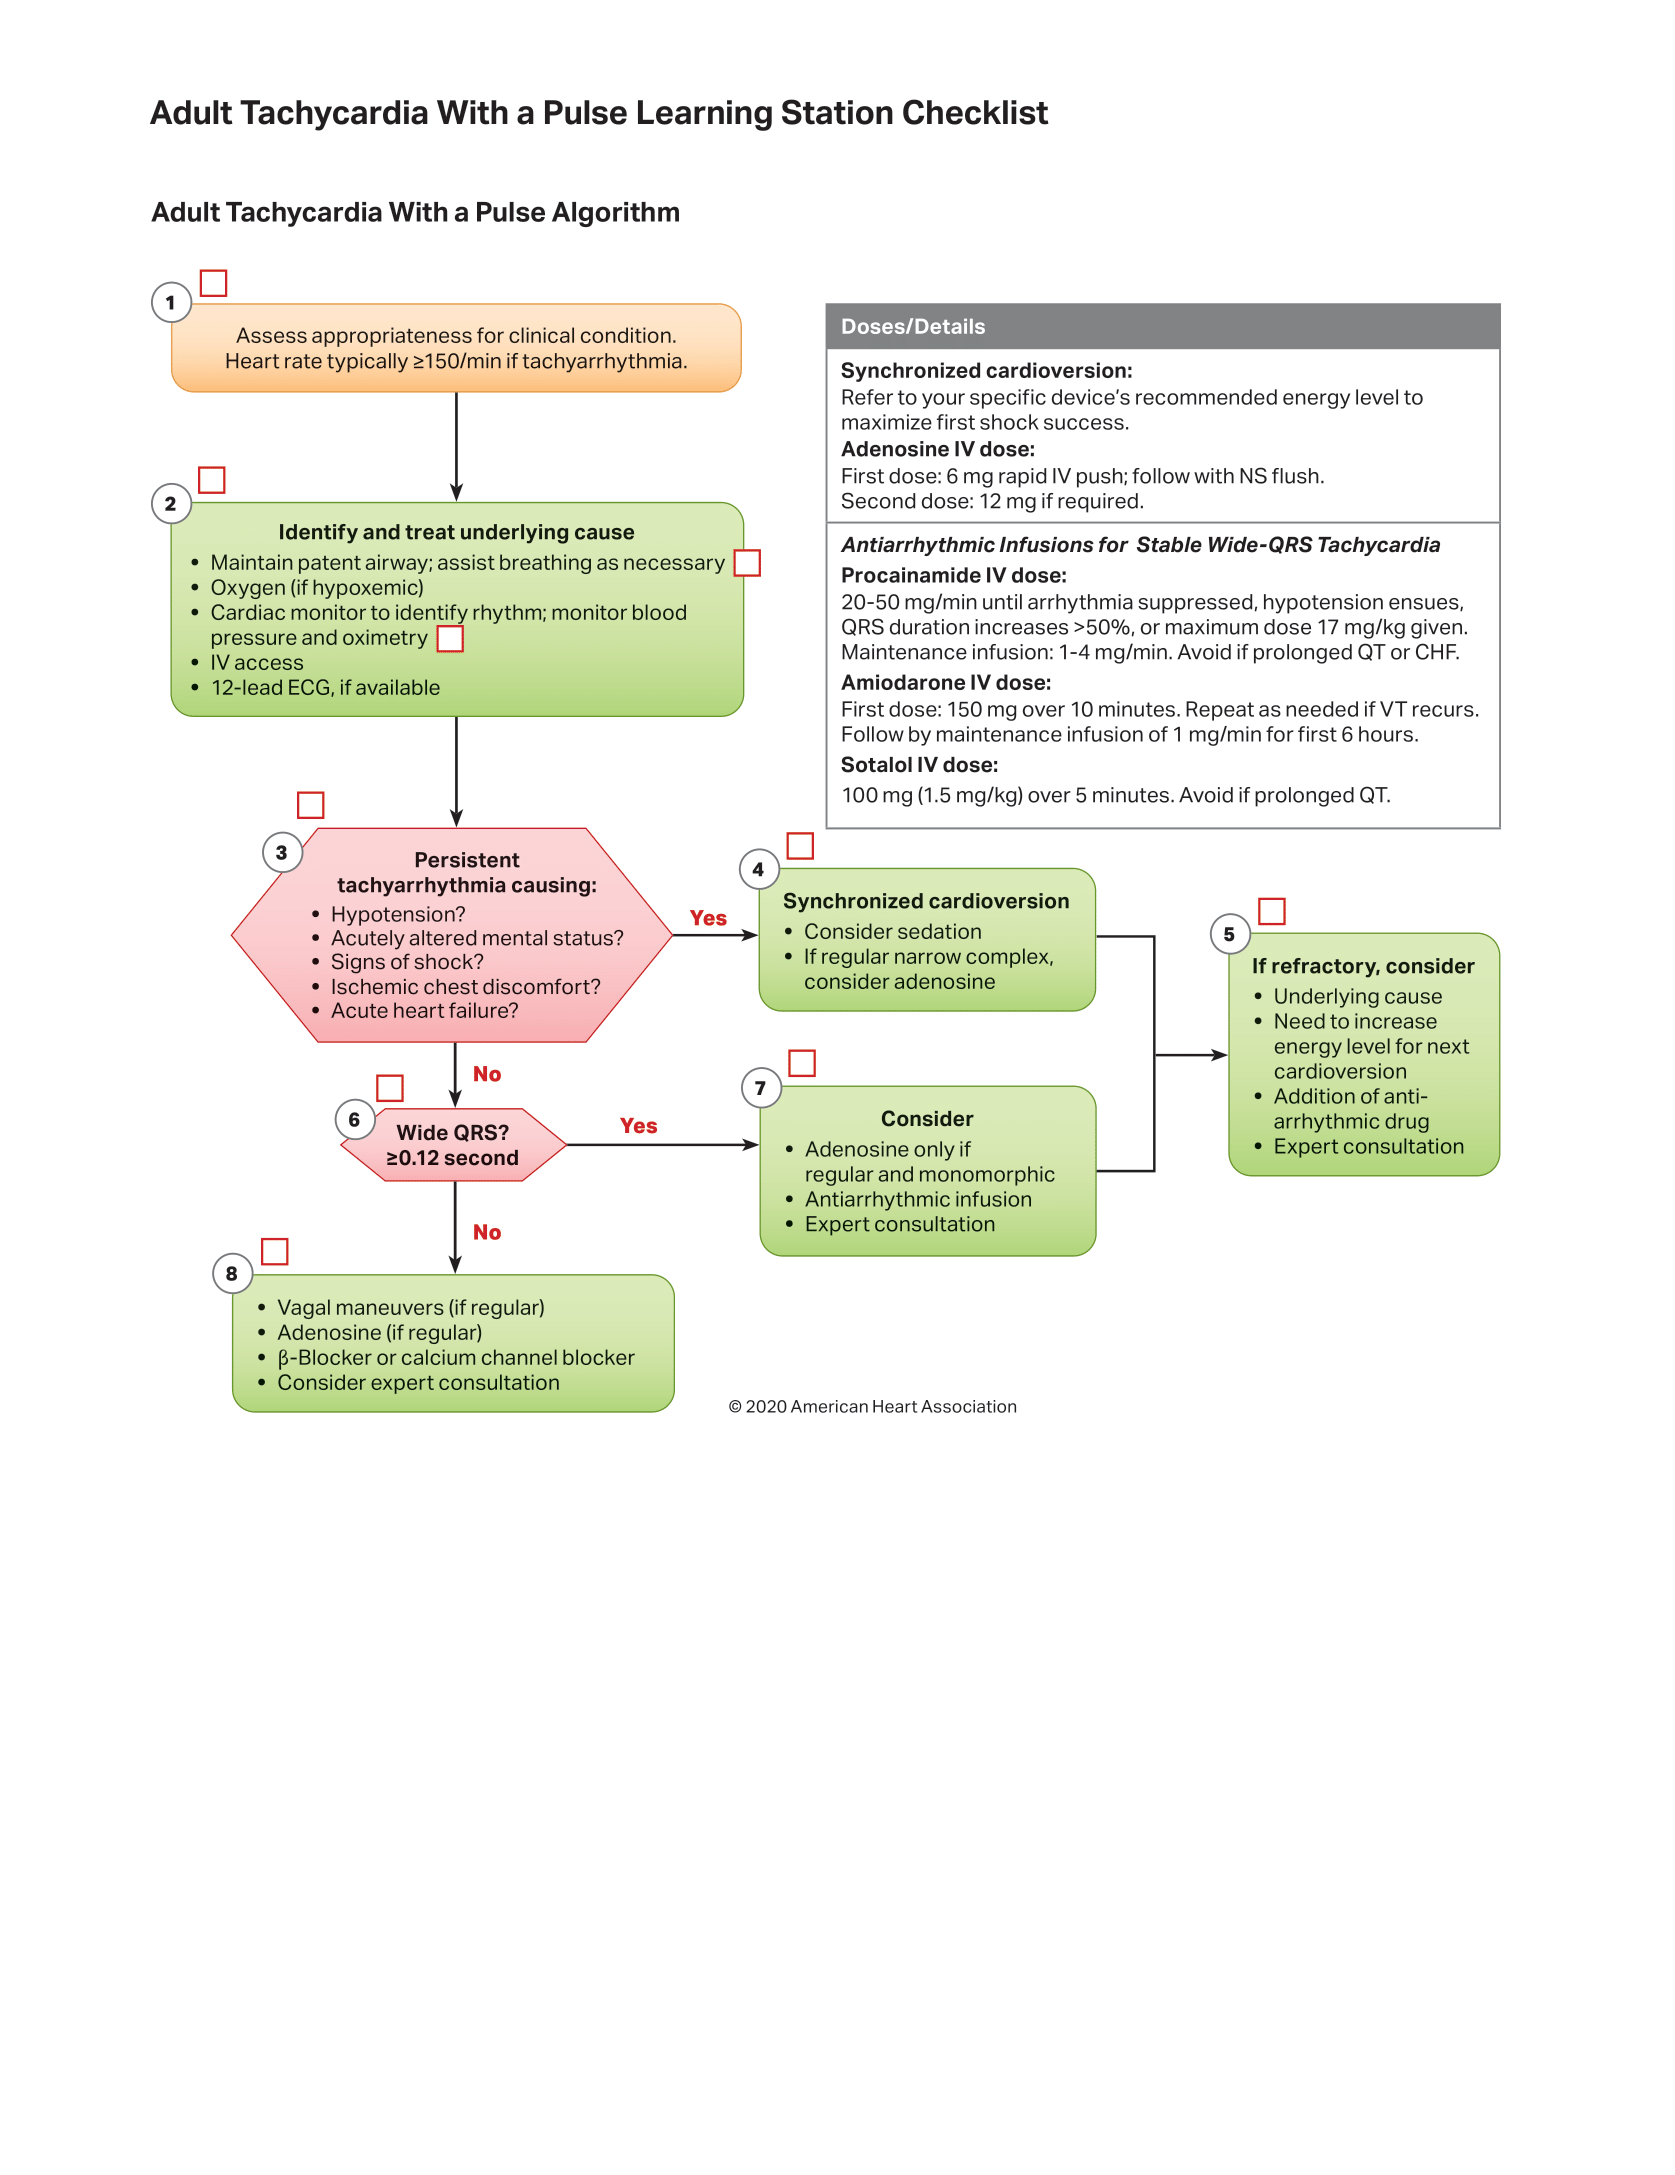 Adult Tachycardia With a Pulse Learning Station Checklist
Adult Tachycardia With a Pulse Algorithm
1
Assess appropriateness for clinical condition.
Heart rate typically ≥150/min if tachyarrhythmia.
2
Identify and treat underlying cause
• Maintain patent airway; assist breathing as necessary
• Oxygen (if hypoxemic)
• Cardiac monitor to identify rhythm; monitor blood
pressure and oximetry
• IV access
• 12-lead ECG, if available
Doses/Details
Synchronized cardioversion:
Refer to your specific device's recommended energy level to
maximize first shock success.
Adenosine IV dose:
First dose: 6 mg rapid IV push; follow with NS flush.
Second dose: 12 mg if required.
Antiarrhythmic Infusions for Stable Wide-QRS Tachycardia
Procainamide IV dose:
20-50 mg/min until arrhythmia suppressed, hypotension ensues,
QRS duration increases >50%, or maximum dose 17 mg/kg given.
Maintenance infusion: 1-4 mg/min. Avoid if prolonged QT or CHF.
Amiodarone IV dose:
First dose: 150 mg over 10 minutes. Repeat as needed if VT recurs.
Follow by maintenance infusion of 1 mg/min for first 6 hours.
Sotalol IV dose:
100 mg (1.5 mg/kg) over 5 minutes. Avoid if prolonged QT.
3
Persistent
tachyarrhythmia causing:
• Hypotension?
• Acutely altered mental status?
• Signs of shock?
• Ischemic chest discomfort?
• Acute heart failure?
Yes
4
Synchronized cardioversion
• Consider sedation
• If regular narrow complex,
consider adenosine
5
If refractory, consider
• Underlying cause
• Need to increase
energy level for next
cardioversion
• Addition of anti-
arrhythmic drug
• Expert consultation
No
6
Wide QRS?
≥0.12 second
Yes
7
Consider
• Adenosine only if
regular and monomorphic
• Antiarrhythmic infusion
• Expert consultation
No
8
• Vagal maneuvers (if regular)
• Adenosine (if regular)
• β-Blocker or calcium channel blocker
• Consider expert consultation
© 2020 American Heart Association